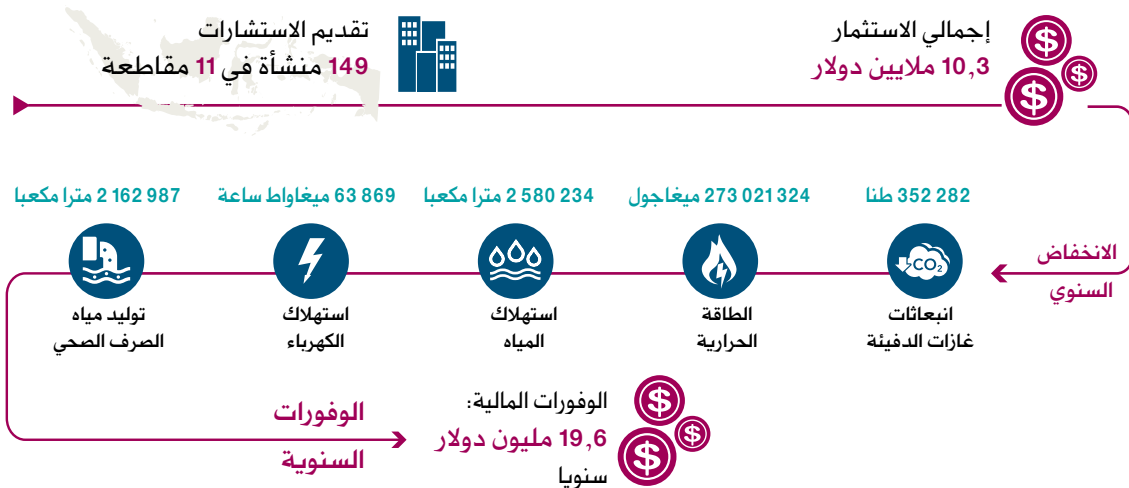 إجمالي الاستثمار
10,3 ملايين دولار
تقديم الاستشارات
149 منشأة في 11 مقاطعة
الانخفاض
السنوي
352 282 طنا
انبعاثات
غازات الدفيئة
273 021 324 ميغاجول
الطاقة
الحرارية
2 580 234 مترا مكعبا
استهلاك
المياه
63 869 ميغاواط ساعة
استهلاك
الكهرباء
2 162 987 مترا مكعبا
توليد مياه
الصرف الصحي
الوفورات
السنوية
الوفورات المالية:
19,6 مليون دولار
سنويا
$
$
$
CO₂
$
$
$